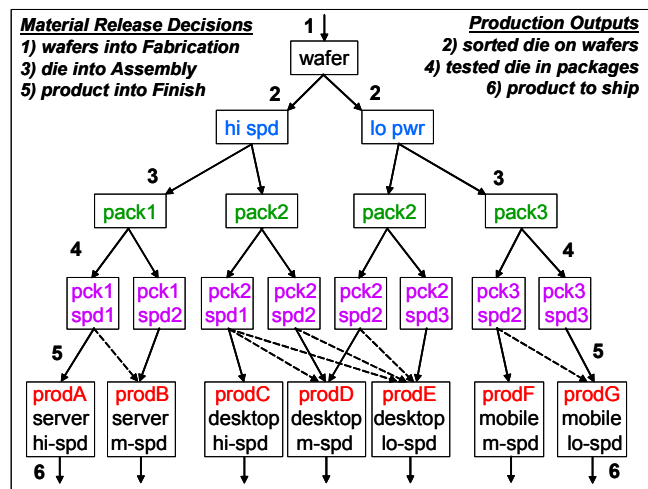 Material Release Decisions
1) wafers into Fabrication
3) die into Assembly
5) product into Finish
Production Outputs
2) sorted die on wafers
4) tested die in packages
6) product to ship
1
wafer
2
2
hi spd
lo pwr
3
3
pack1
pack2
pack2
pack3
4
4
pck1
spd1
pck1
spd2
pck2
spd1
pck2
spd2
pck2
spd2
pck2
spd3
pck3
spd2
pck3
spd3
5
5
prodA
server
hi-spd
prodB
server
m-spd
prodC
desktop
hi-spd
prodD
desktop
m-spd
prodE
desktop
lo-spd
prodF
mobile
m-spd
prodG
mobile
lo-spd
6
6